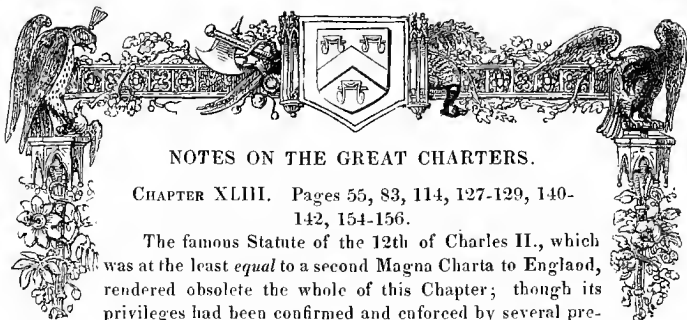 NOTES ON THE GREAT CHARTERS.
CHAPTER XLIII. Pages 55, 83, 114, 127-129, 140-
142, 154-156.
The famous Statute of the 12th of Charles II., which
was at the least equal to a second Magna Charta to England,
rendered obsolete the whole of this Chapter; though its
privileges had been confirmed and enforced by several pre-